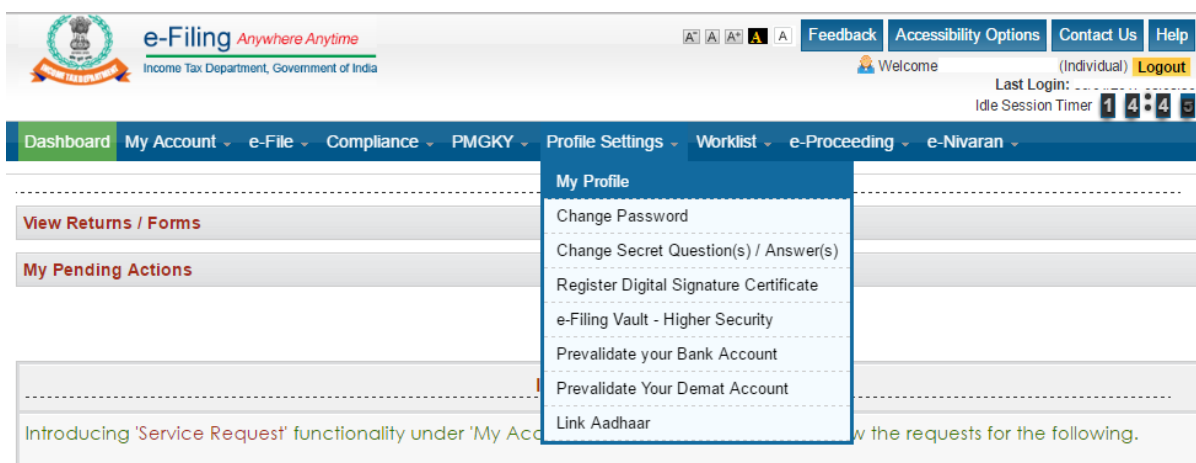 e-Filing Anywhere Anytime
Income Tax Department, Government of India
A- A A+ A A Feedback Accessibility Options Contact Us Help
Welcome (Individual) Logout
Last Login:
Idle Session Timer 1 4 : 4
Dashboard My Account e-File Compliance PMGKY Profile Settings Worklist e-Proceeding e-Nivaran
My Profile
Change Password
Change Secret Question(s) / Answer(s)
Register Digital Signature Certificate
e-Filing Vault - Higher Security
Prevalidate your Bank Account
Prevalidate Your Demat Account
Link Aadhaar
View Returns / Forms
My Pending Actions
Introducing 'Service Request' functionality under 'My the requests for the following.